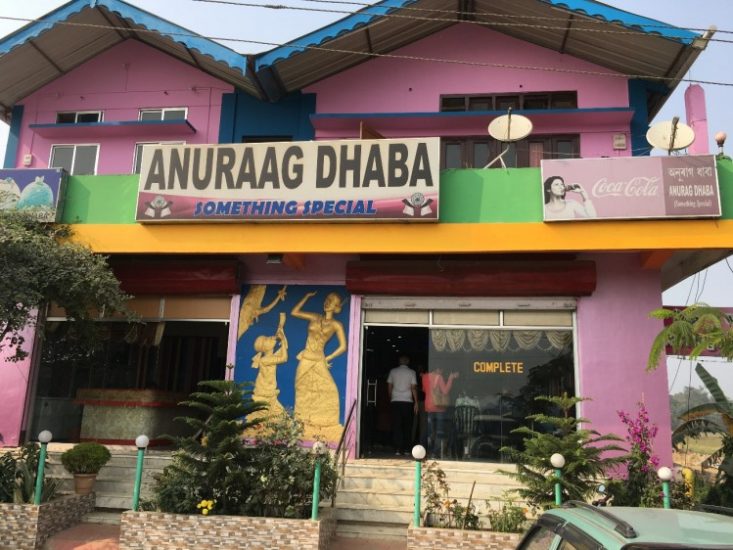 ANURAAG DHABA
SOMETHING SPECIAL
Coca-Cola
অনুৰাগ ধাবা
ANURAG DHABA
(Something Special)
COMPLETE